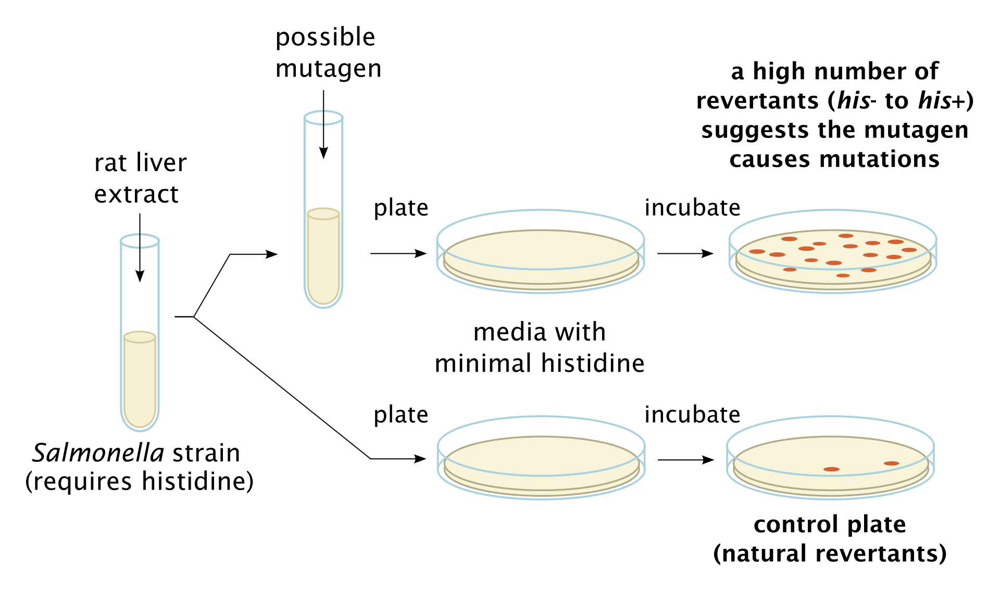 possible
mutagen
rat liver
extract
a high number of
revertants (his- to his+)
suggests the mutagen
causes mutations
plate
incubate
media with
minimal histidine
plate
incubate
Salmonella strain
(requires histidine)
control plate
(natural revertants)